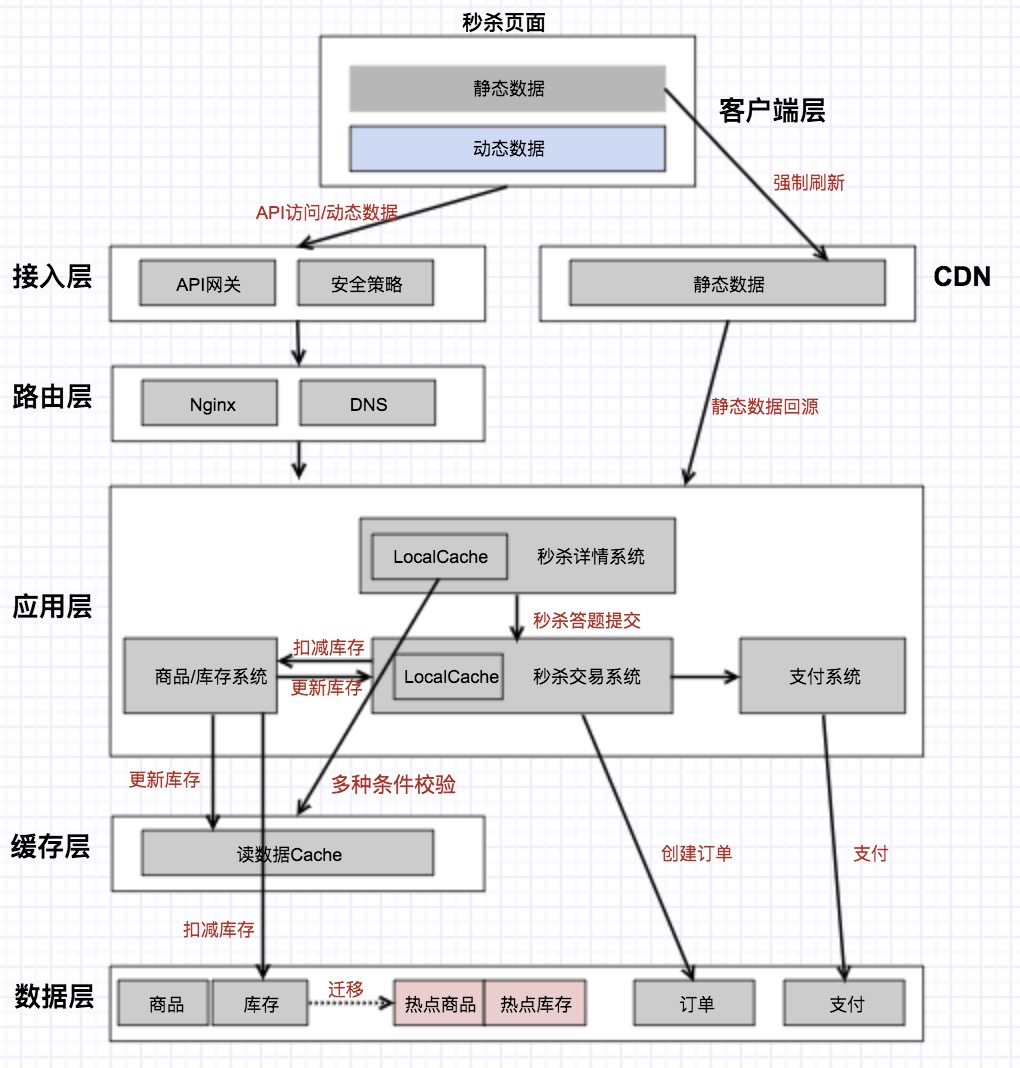 秒杀页面
静态数据
客户端层
动态数据
强制刷新
API访问/动态数据
接入层
API网关
安全策略
静态数据
CDN
路由层
Nginx
DNS
静态数据回源
LocalCache
秒杀详情系统
应用层
秒杀答题提交
扣减库存
商品/库存系统
更新库存
LocalCache
秒杀交易系统
支付系统
更新库存
多种条件校验
缓存层
读数据Cache
创建订单
支付
扣减库存
数据层
商品
库存
迁移
热点商品
热点库存
订单
支付